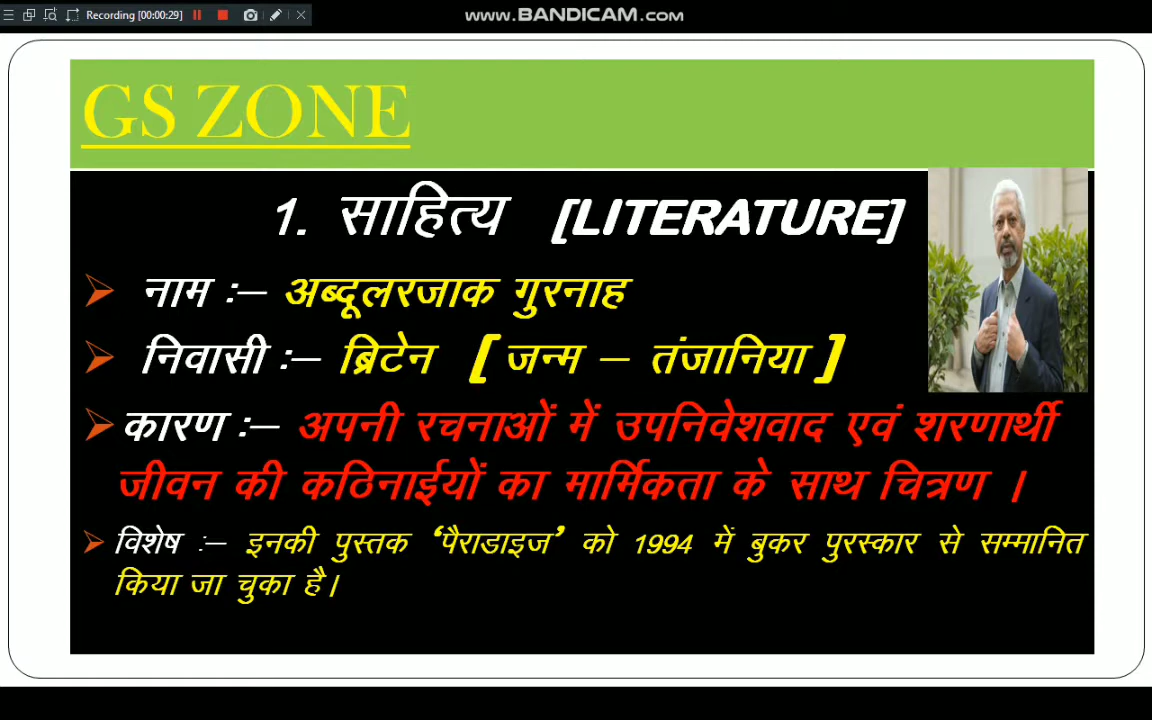 Recording [00:00:29]
www.BANDICAM.com
GS ZONE
1. साहित्य [LITERATURE]
नाम :– अब्दूलरजाक गुरनाह
निवासी :– ब्रिटेन [ जन्म – तंजानिया ]
कारण :– अपनी रचनाओं में उपनिवेशवाद एवं शरणार्थी
जीवन की कठिनाईयों का मार्मिकता के साथ चित्रण ।
विशेष :– इनकी पुस्तक ‘पैराडाइज’ को 1994 में बुकर पुरस्कार से सम्मानित
किया जा चुका है।